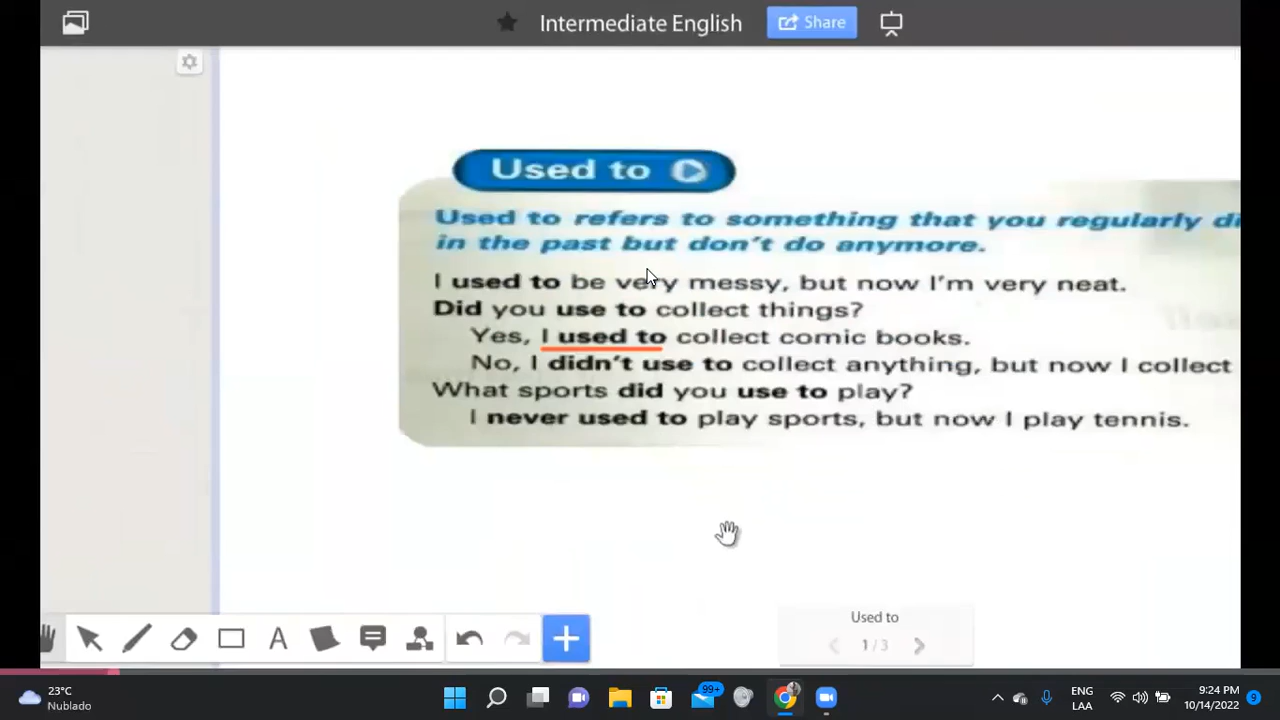 Intermediate English
Share
Used to
Used to refers to something that you regularly di
in the past but don't do anymore.
I used to be very messy, but now I'm very neat.
Did you use to collect things?
Yes, I used to collect comic books.
No, I didn't use to collect anything, but now I collect
What sports did you use to play?
I never used to play sports, but now I play tennis.
A
Used to
1/3
23°C
Nublado
99+
ENG
LAA
9:24 PM
10/14/2022
9